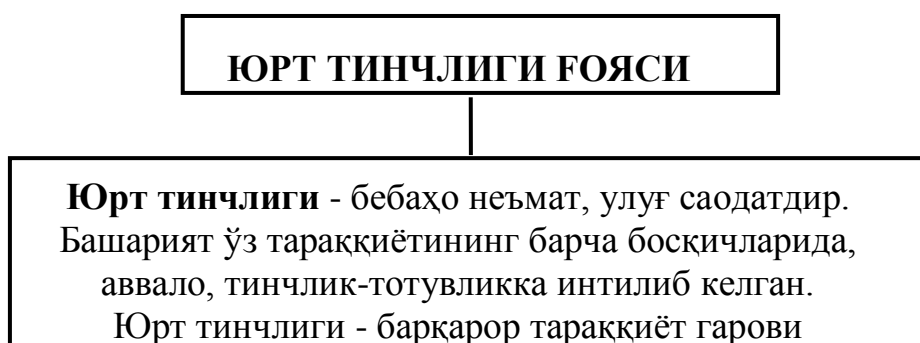 ЮРТ ТИНЧЛИГИ ҒОЯСИ
Юрт тинчлиги - бебаҳо неъмат, улуғ саодатдир.
Башарият ўз тараққиётининг барча босқичларида,
аввало, тинчлик-тотувликка интилиб келган.
Юрт тинчлиги - барқарор тараққиёт гарови